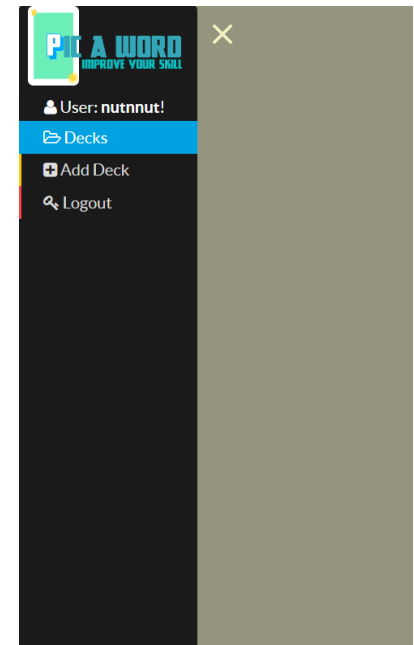 PIC A WORD
IMPROVE YOUR SKILL
User: nutnnut!
Decks
Add Deck
Logout